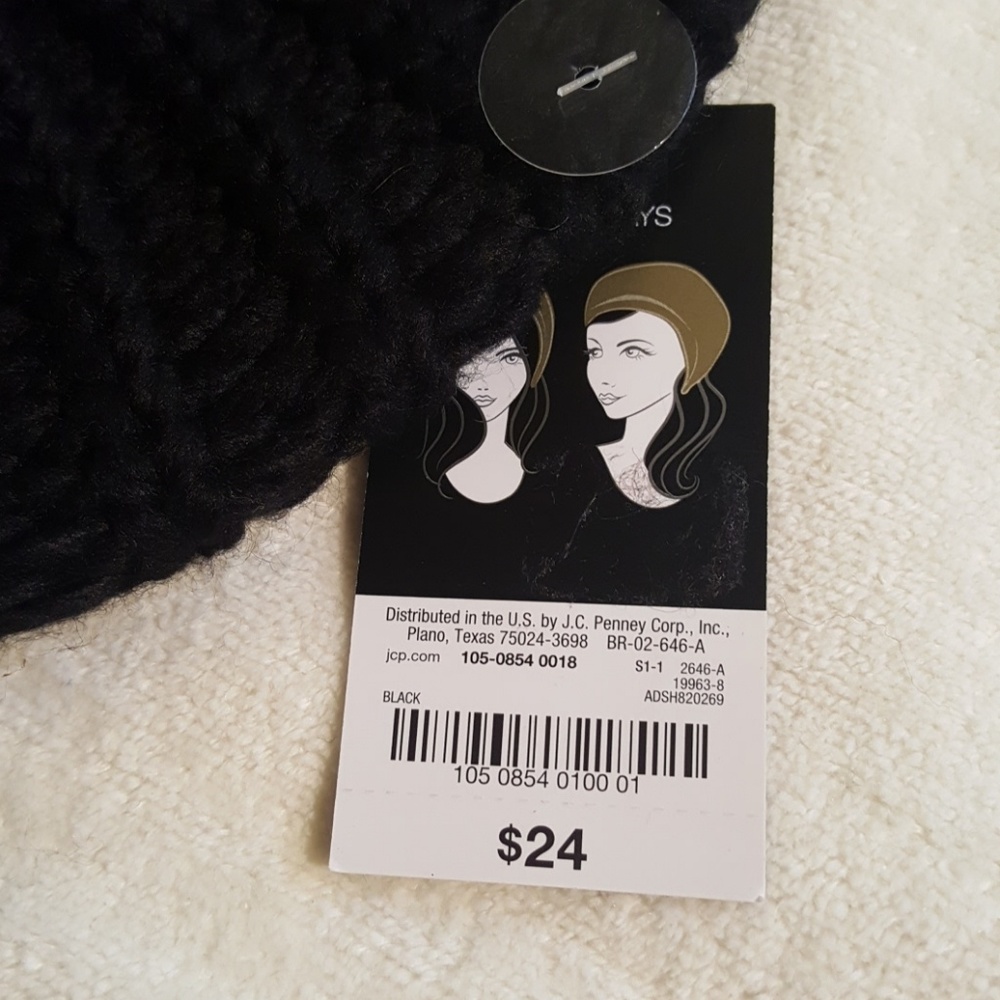 Distributed in the U.S. by J.C. Penney Corp., Inc.,
Plano, Texas 75024-3698 BR-02-646-A
jcp.com 105-0854 0018 S1-1 2646-A
19963-8
BLACK ADSH820269
105 0854 0100 01
$24